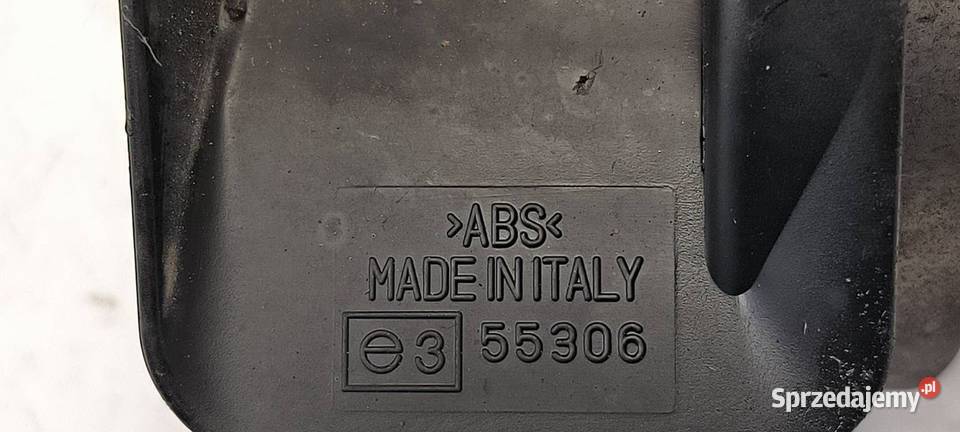 >ABS<
MADE IN ITALY
e3 55306
Sprzedajemy.pl